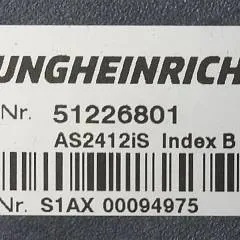 UNGHEINRICH
Nr. 51226801
AS2412iS Index B
Nr. S1AX 00094975